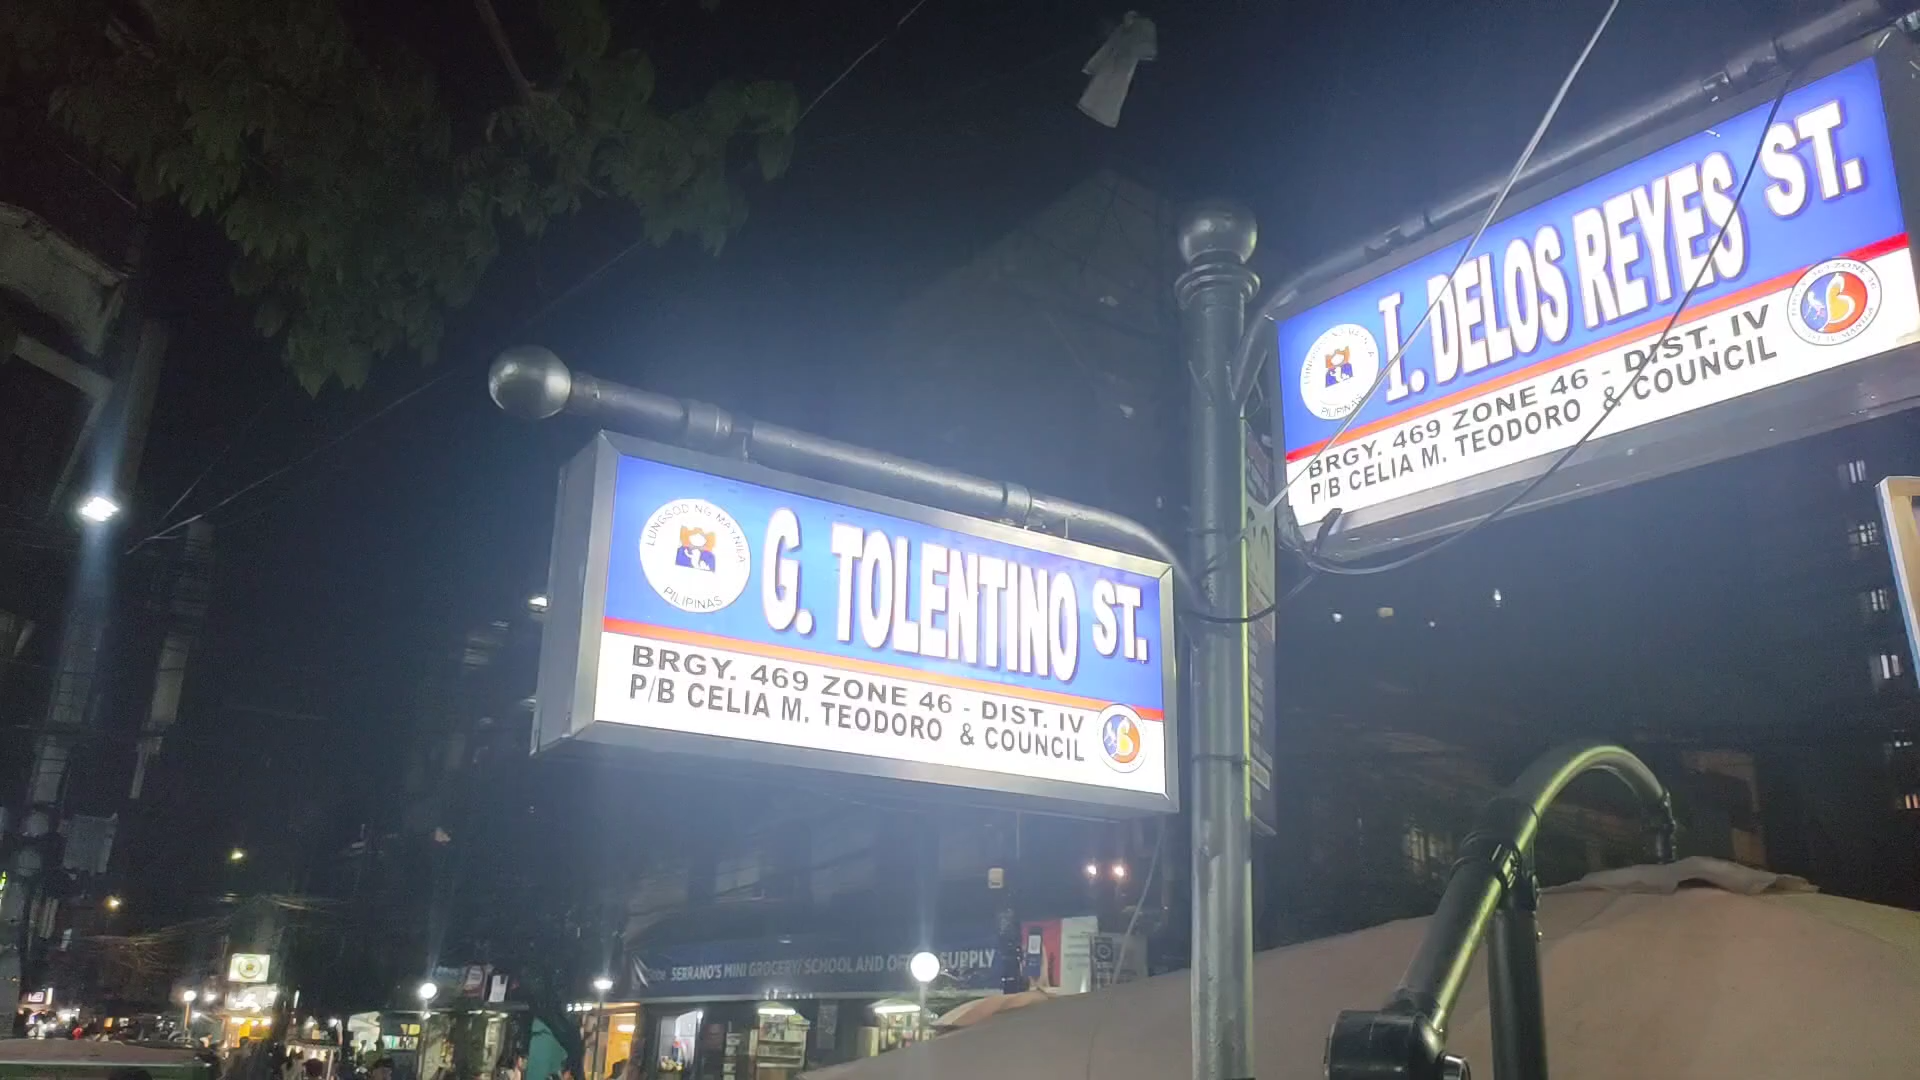 LUNGSOD NG MAYNILA
PILIPINAS
G. TOLENTINO ST.
BRGY. 469 ZONE 46 - DIST. IV
P/B CELIA M. TEODORO & COUNCIL
PILIPINAS
I. DELOS REYES ST.
BRGY. 469 ZONE 46 - DIST. IV
P/B CELIA M. TEODORO & COUNCIL
SERRANO'S MINI GROCERY/ SCHOOL AND SUPPLY